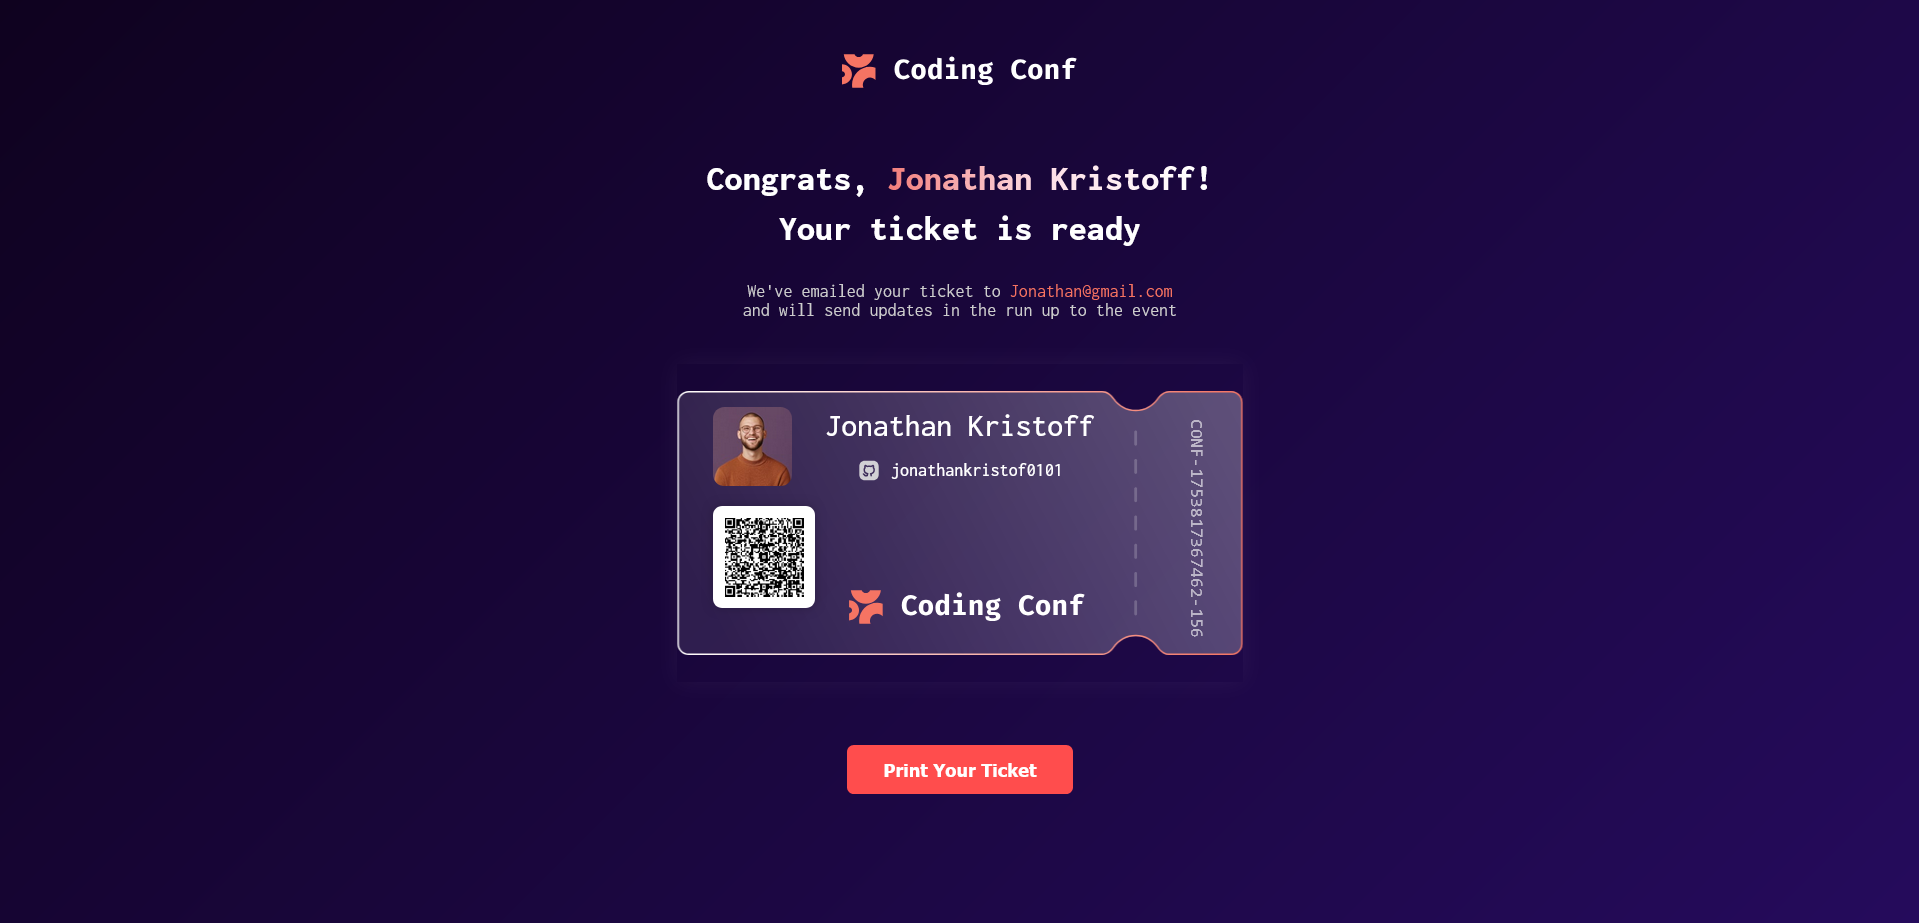 Coding Conf
Congrats, Jonathan Kristoff!
Your ticket is ready
We've emailed your ticket to Jonathan@gmail.com
and will send updates in the run up to the event
Jonathan Kristoff
jonathankristof0101
Coding Conf
CONF-1753817367462-156
Print Your Ticket